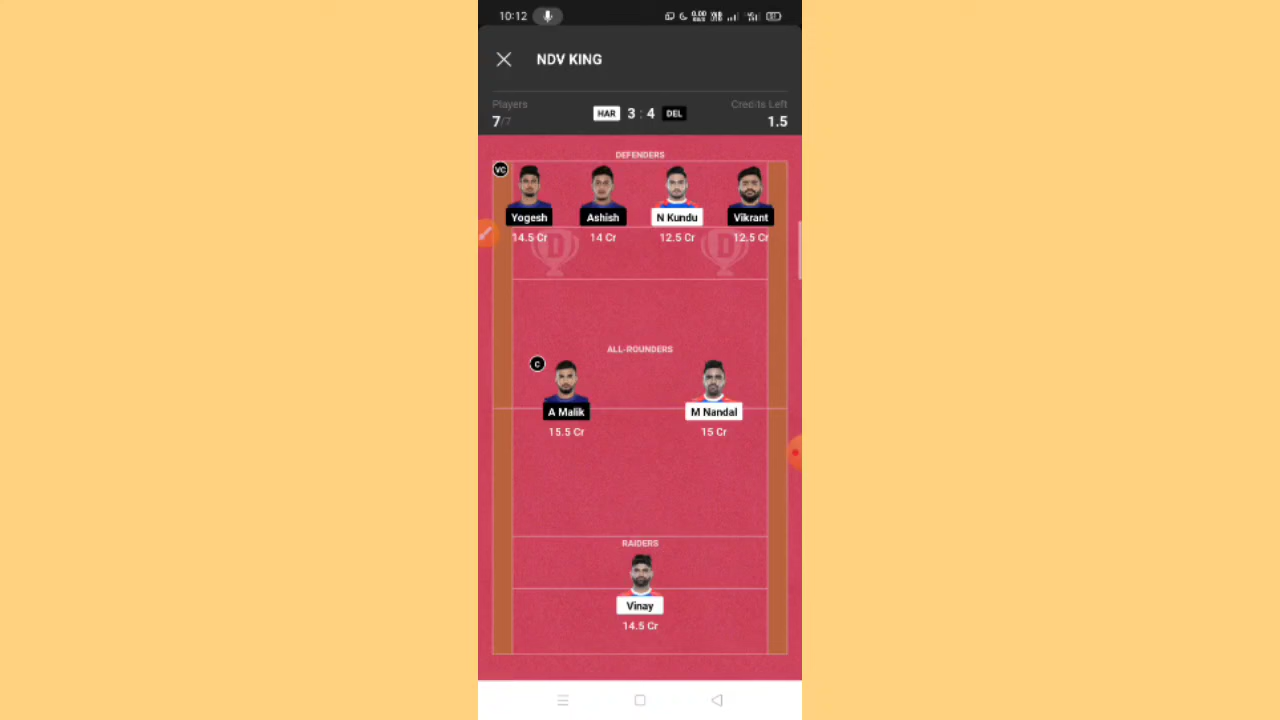 10:12
NDV KING
Players
Credits Left
7/7
HAR 3 : 4 DEL
1.5
DEFENDERS
VC
Yogesh Ashish N Kundu Vikrant
14.5 Cr 14 Cr 12.5 Cr 12.5 Cr
D D
ALL-ROUNDERS
C
A Malik M Nandal
15.5 Cr 15 Cr
RAIDERS
Vinay
14.5 Cr